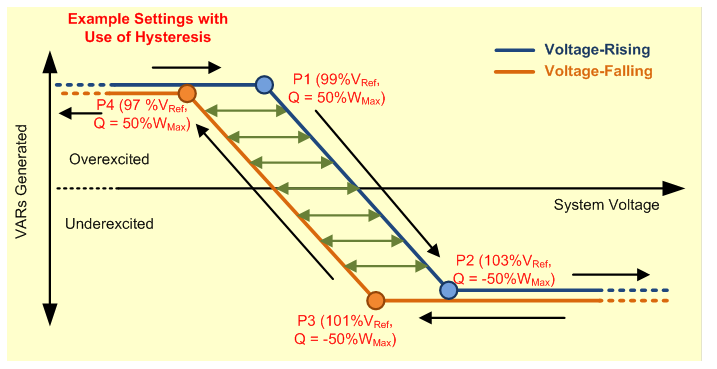 Example Settings with
Use of Hysteresis
Voltage-Rising
Voltage-Falling
P1 (99%VRef,
Q = 50%WMax)
P4 (97 %VRef,
Q = 50%WMax)
VARs Generated
Overexcited
Underexcited
System Voltage
P2 (103%VRef,
Q = -50%WMax)
P3 (101%VRef,
Q = -50%WMax)